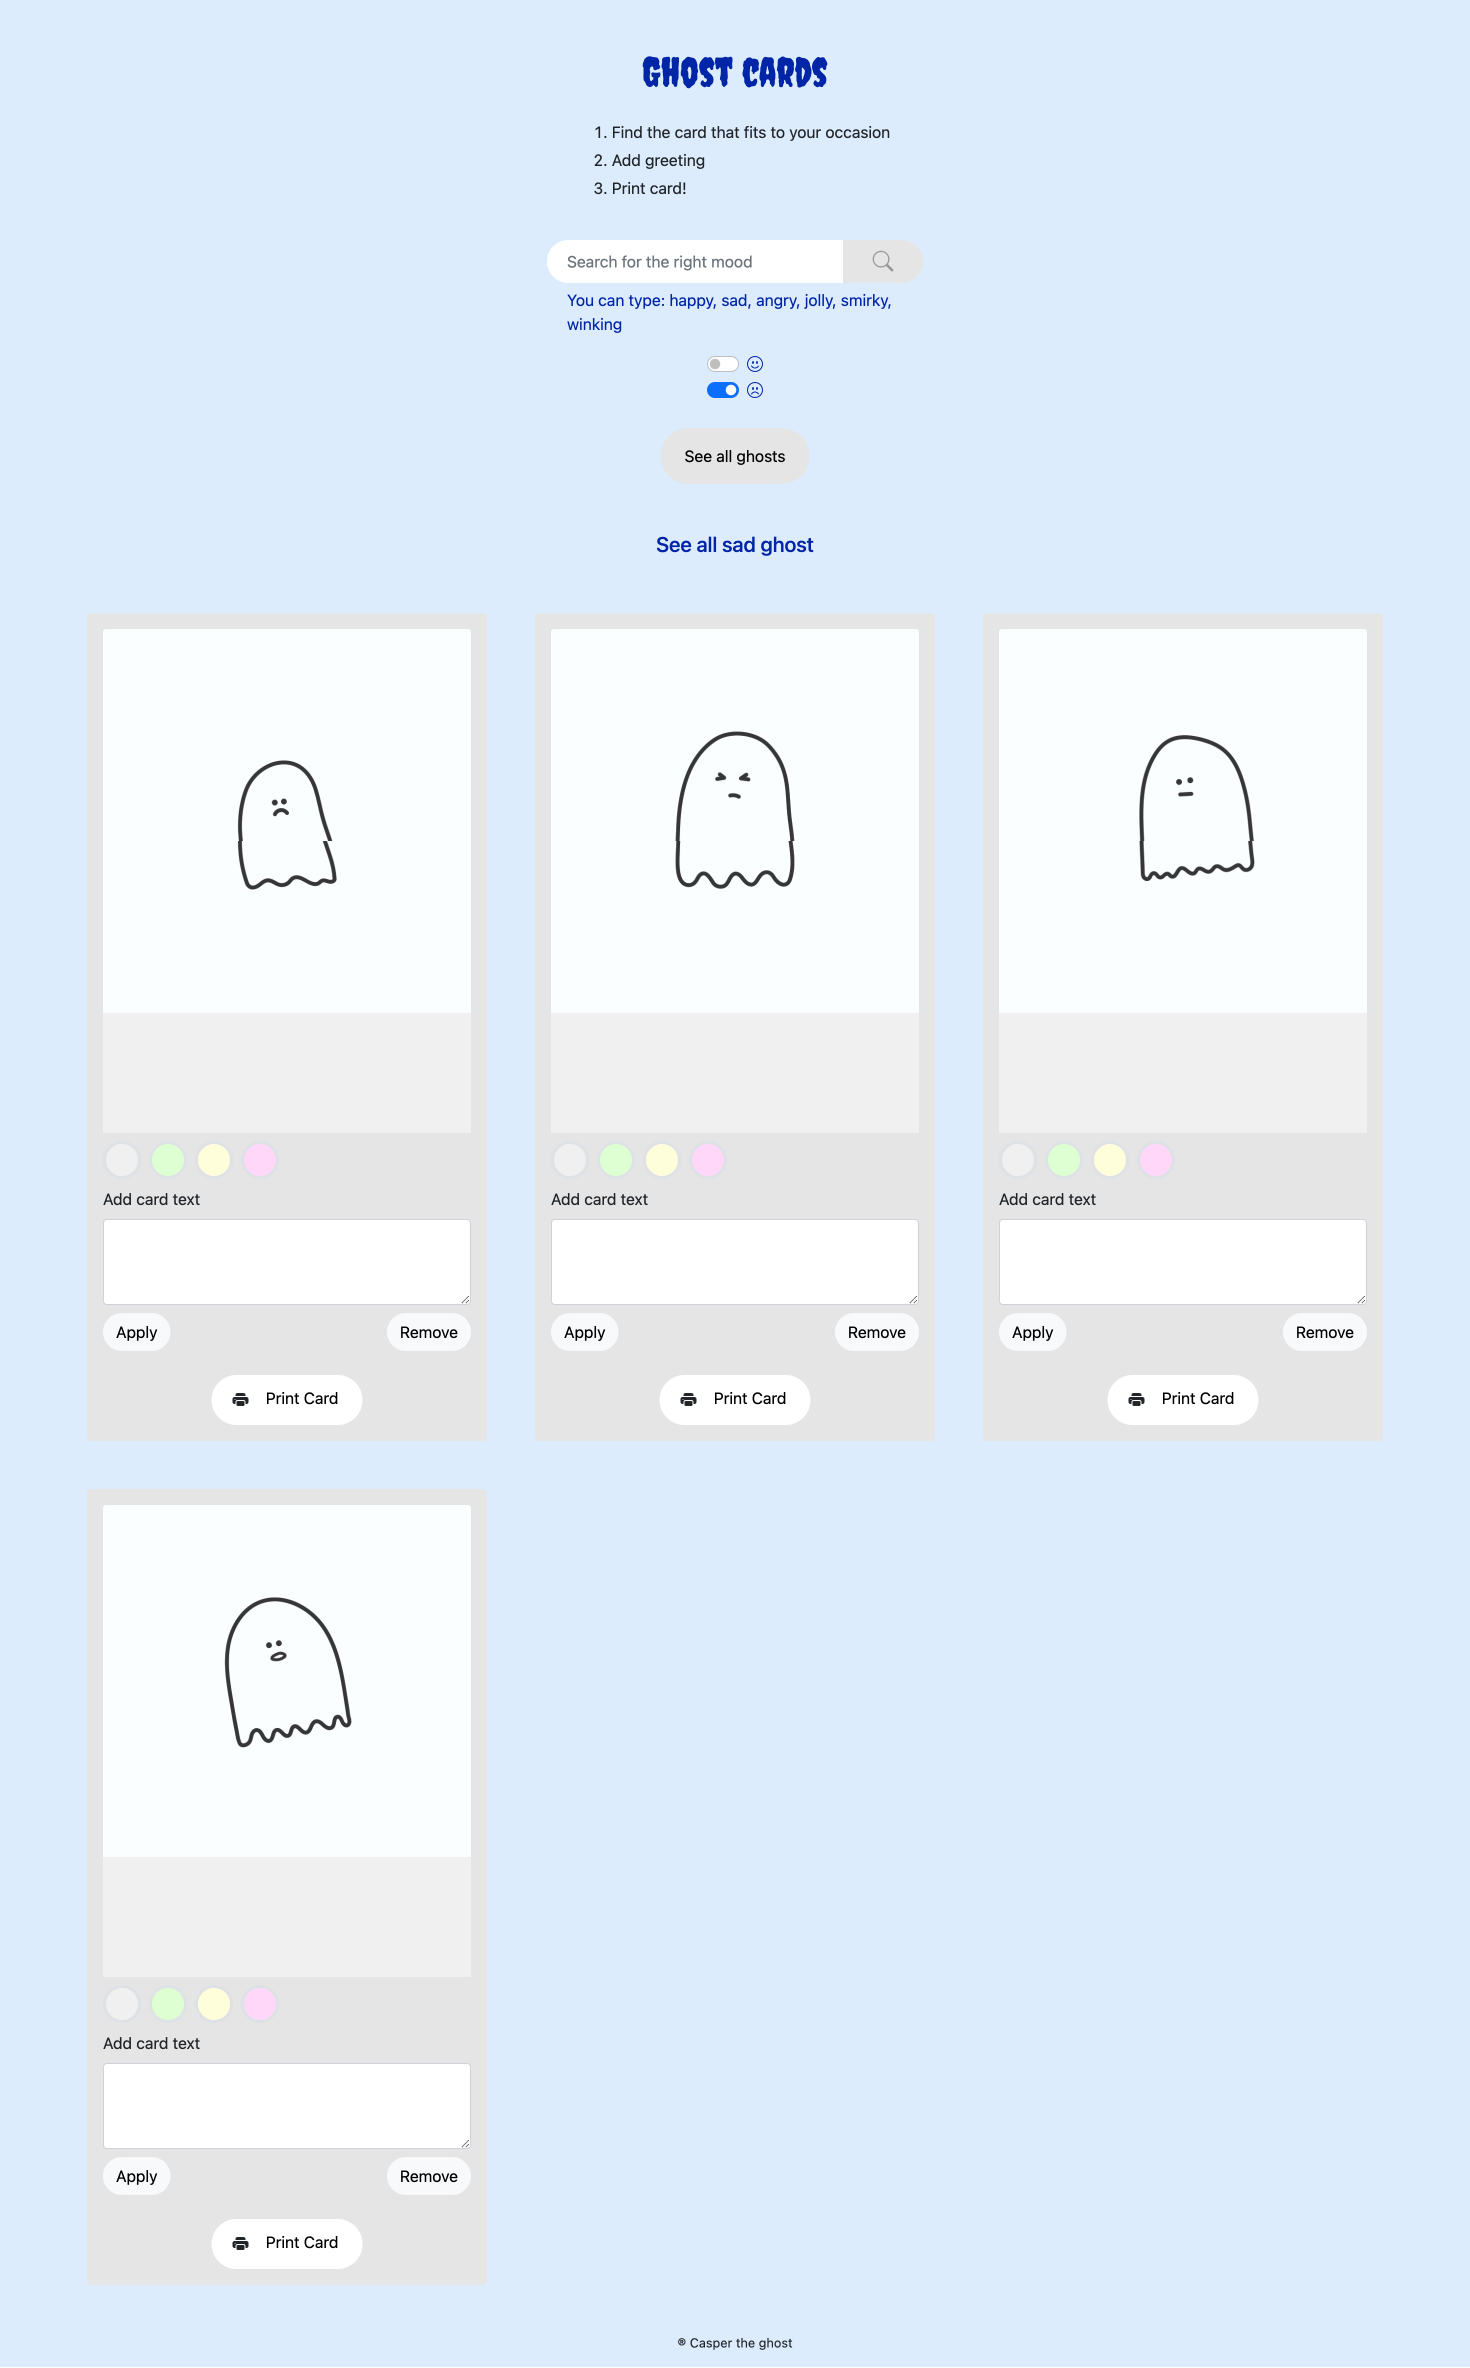 GHOST CARDS
1. Find the card that fits to your occasion
2. Add greeting
3. Print card!
Search for the right mood
You can type: happy, sad, angry, jolly, smirky,
winking
See all ghosts
See all sad ghost
Add card text
Add card text
Add card text
Apply
Remove
Apply
Remove
Apply
Remove
Print Card
Print Card
Print Card
Add card text
Apply
Remove
Print Card
® Casper the ghost